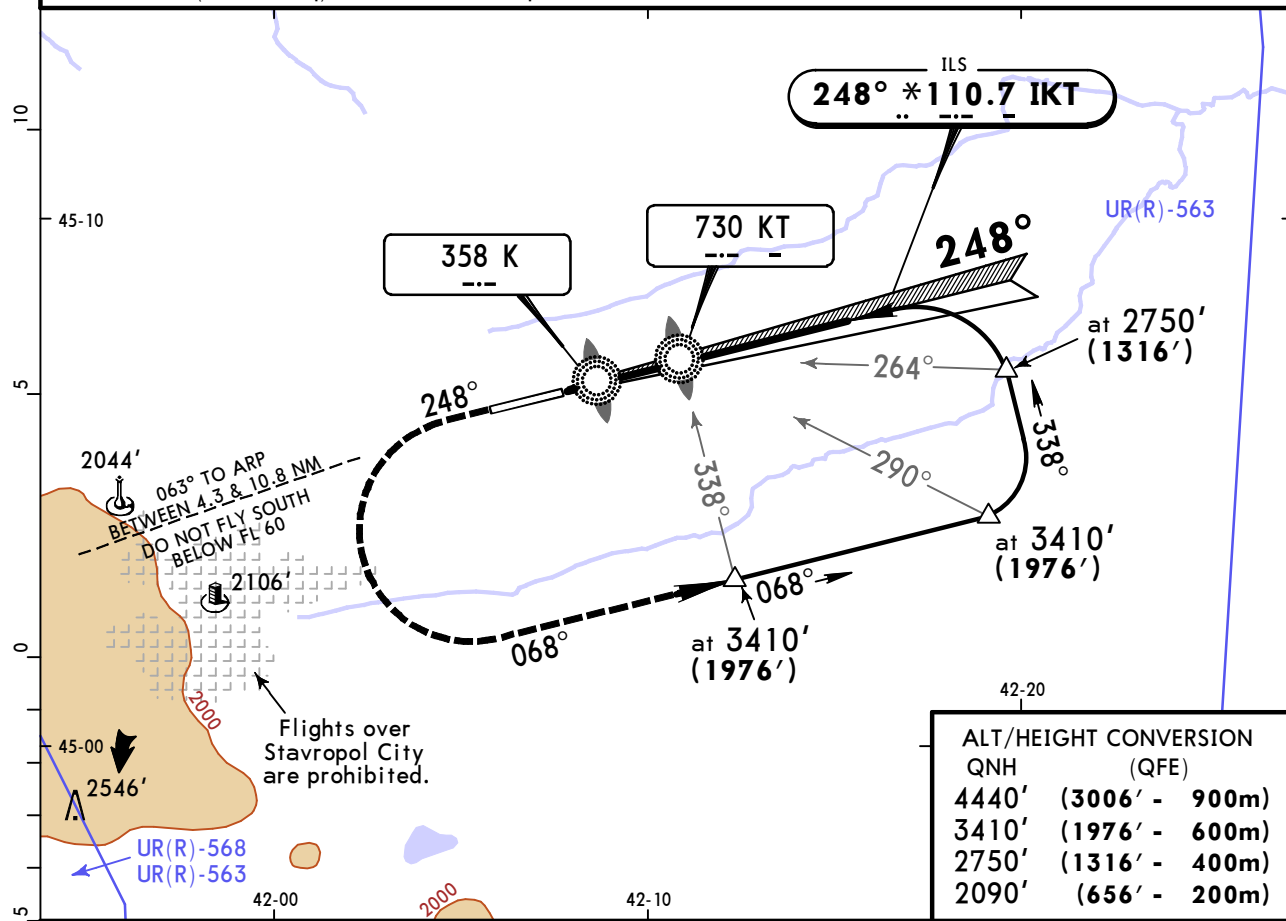 ILS
248° *110.7 IKT
10
45-10
UR(R)-563
730 KT
358 K
248°
at 2750'
(1316')
264°
5
248°
338°
290°
338°
2044'
063° TO ARP
BETWEEN 4.3 & 10.8 NM
DO NOT FLY SOUTH
BELOW FL 60
at 3410'
(1976')
2106'
068°
068°
at 3410'
(1976')
0
42-20
2000
Flights over
Stavropol City
are prohibited.
45-00
2546'
ALT/HEIGHT CONVERSION
QNH (QFE)
4440' (3006' - 900m)
3410' (1976' - 600m)
2750' (1316' - 400m)
2090' (656' - 200m)
UR(R)-568
UR(R)-563
42-00
2000
42-10
5